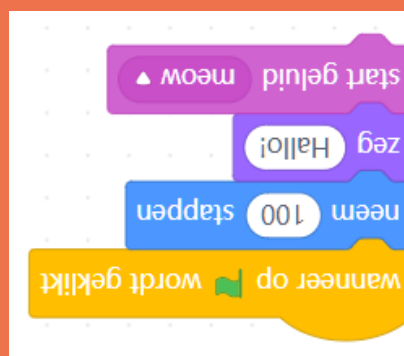 wanneer op wordt geklikt
neem 100 stappen
zeg Hallo!
start geluid meow